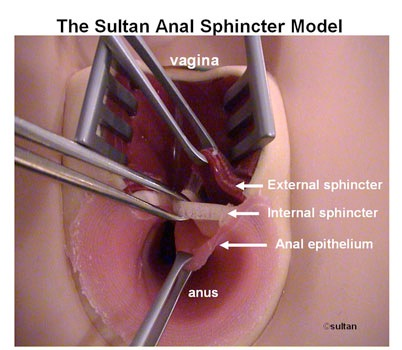 The Sultan Anal Sphincter Model
vagina
External sphincter
Internal sphincter
Anal epithelium
anus
©sultan